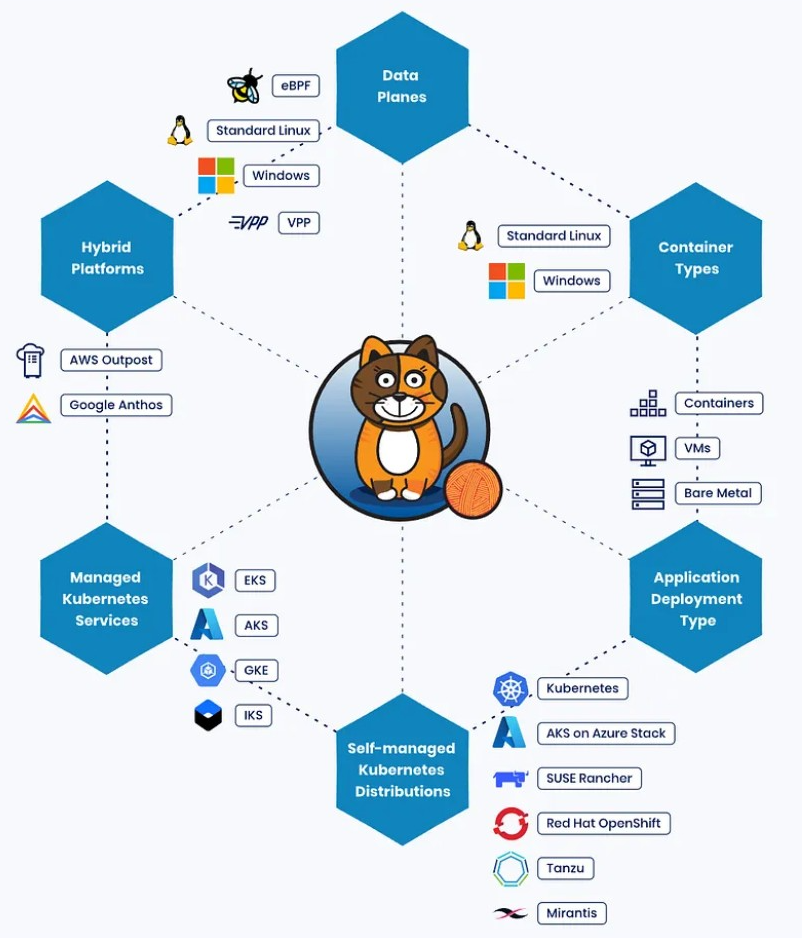 Data
Planes
eBPF
Standard Linux
Windows
VPP
VPP
Hybrid
Platforms
Standard Linux
Windows
Container
Types
AWS Outpost
Google Anthos
Containers
VMs
Bare Metal
Managed
Kubernetes
Services
K
EKS
AKS
GKE
IKS
Application
Deployment
Type
Self-managed
Kubernetes
Distributions
Kubernetes
AKS on Azure Stack
SUSE Rancher
Red Hat OpenShift
Tanzu
Mirantis